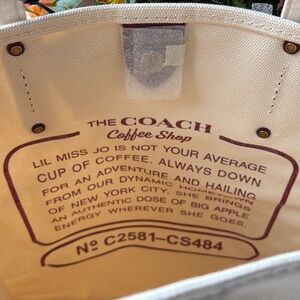 THE COACH
Coffee Shop
LIL MISS JO IS NOT YOUR AVERAGE
CUP OF COFFEE. ALWAYS DOWN
FOR AN ADVENTURE AND HAILING
FROM OUR DYNAMIC HOMETOWN
OF NEW YORK CITY, SHE BRINGS
AN AUTHENTIC DOSE OF BIG APPLE
ENERGY WHEREVER SHE GOES.
Nº C2581-CS484